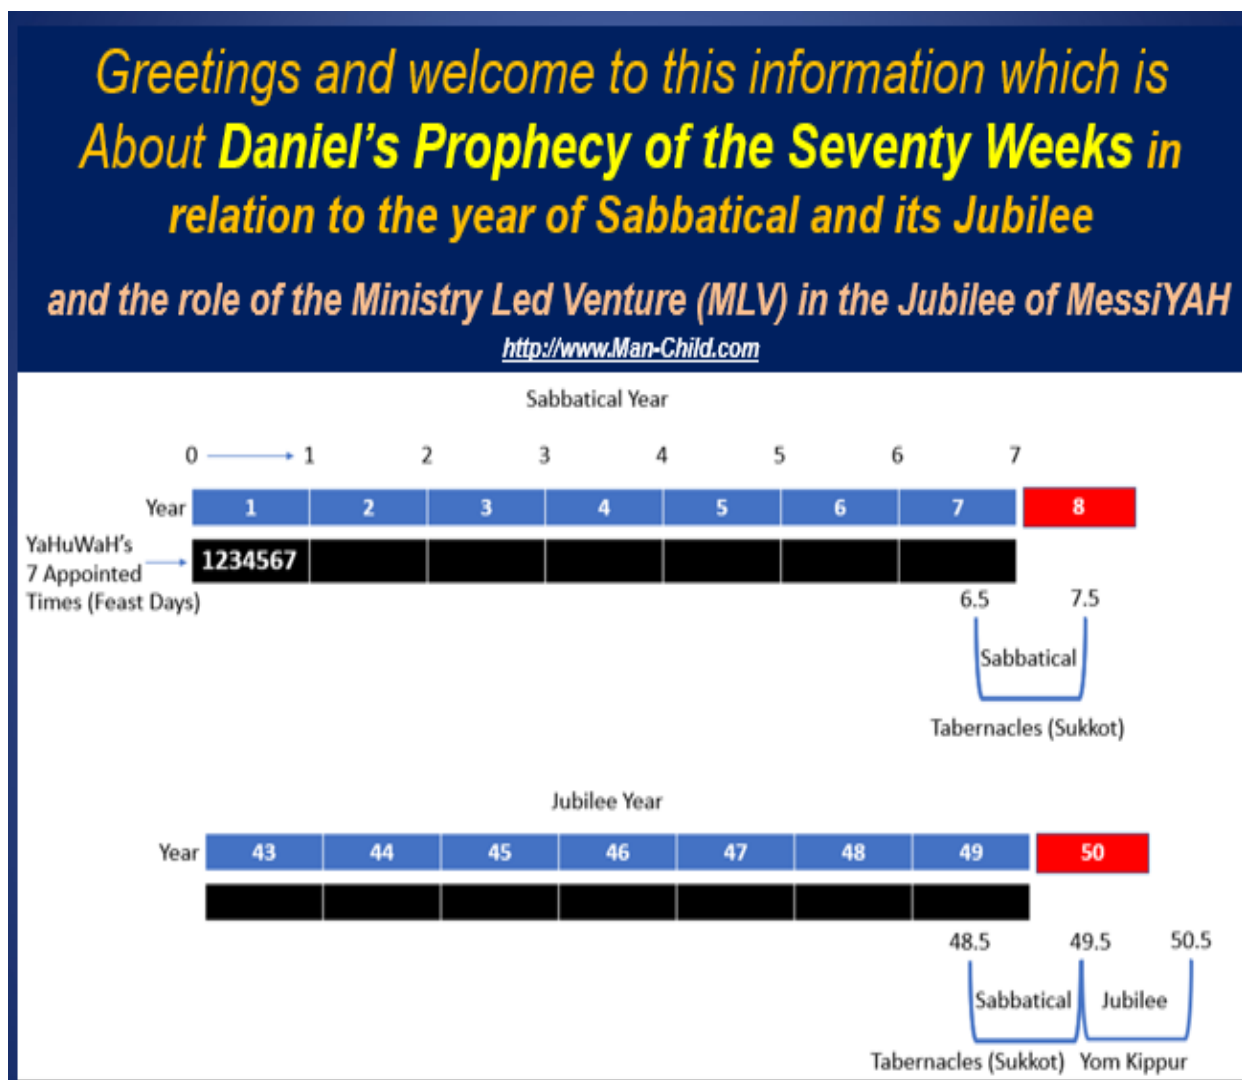 Greetings and welcome to this information which is
About Daniel's Prophecy of the Seventy Weeks in
relation to the year of Sabbatical and its Jubilee
and the role of the Ministry Led Venture (MLV) in the Jubilee of MessiYAH
http://www.Man-Child.com
Sabbatical Year
0 1 2 3 4 5 6 7
Year 1 2 3 4 5 6 7 8
YaHuWaH's
7 Appointed
Times (Feast Days)
1234567
6.5 7.5
Sabbatical
Tabernacles (Sukkot)
Jubilee Year
Year 43 44 45 46 47 48 49 50
48.5 49.5 50.5
Sabbatical Jubilee
Tabernacles (Sukkot) Yom Kippur